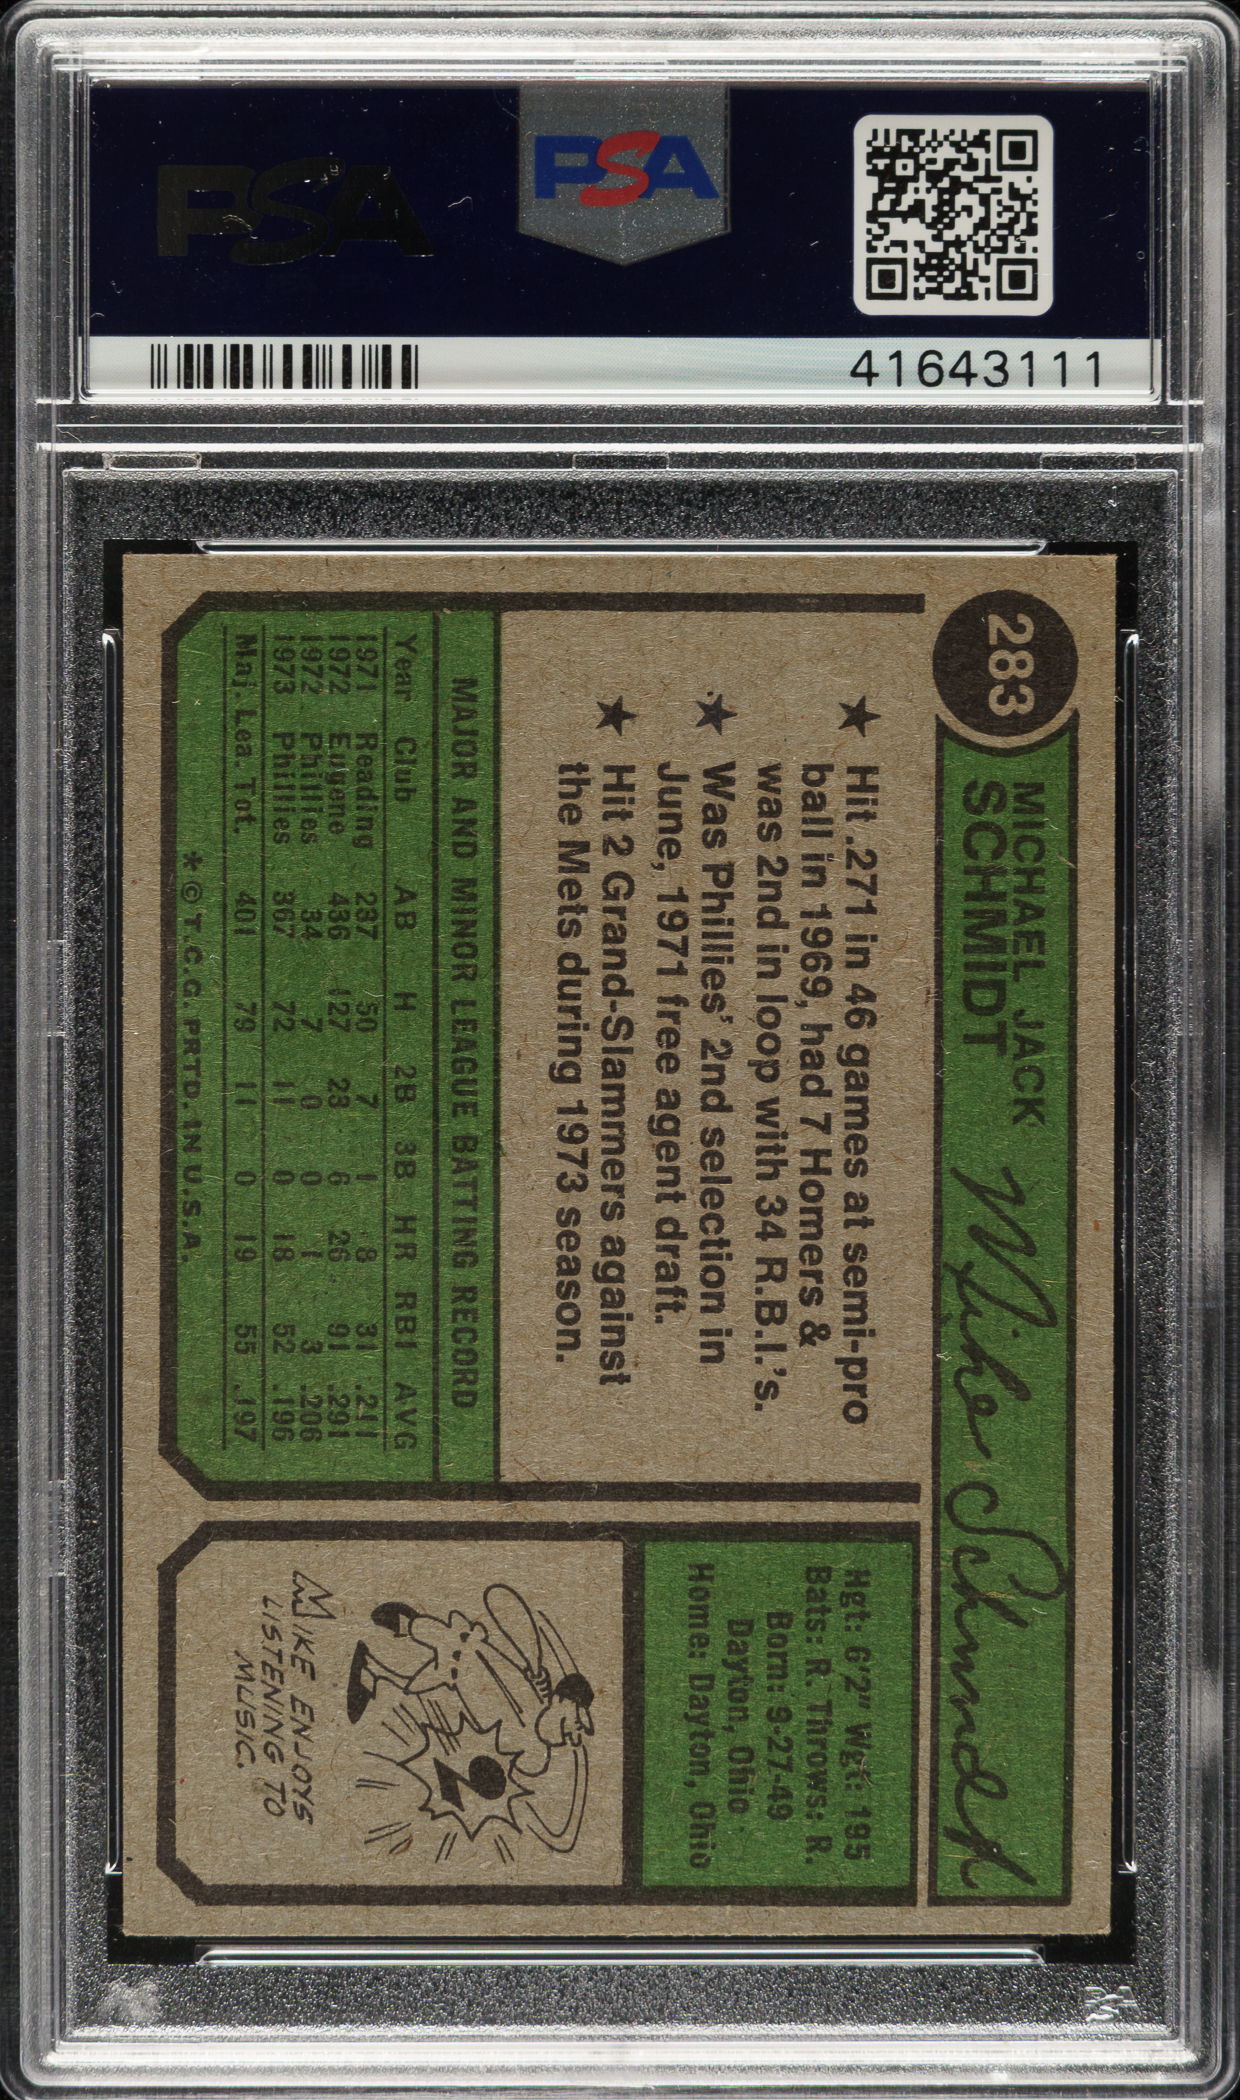 PSA
PSA
41643111
283
MICHAEL JACK
SCHMIDT
Mike Schmidt
★ Hit .271 in 46 games at semi-pro
ball in 1969, had 7 Homers &
was 2nd in loop with 34 R.B.I.'s.
★ Was Phillies' 2nd selection in
June, 1971 free agent draft.
★ Hit 2 Grand-Slammers against
the Mets during 1973 season.
MAJOR AND MINOR LEAGUE BATTING RECORD
Year Club AB H 2B 3B HR RBI AVG
1971 Reading 237 50 7 1 8 31 .211
1972 Eugene 436 127 23 6 26 91 .291
1972 Phillies 34 7 0 0 1 3 .206
1973 Phillies 367 72 11 0 18 52 .196
Maj. Lea. Tot. 401 79 11 0 19 55 .197
* © T.C.G. PRTD. IN U.S.A.
Hgt: 6'2" Wgt: 195
Bats: R. Throws: R.
Born: 9-27-49
Dayton, Ohio
Home: Dayton, Ohio
MIKE ENJOYS
LISTENING TO
MUSIC.